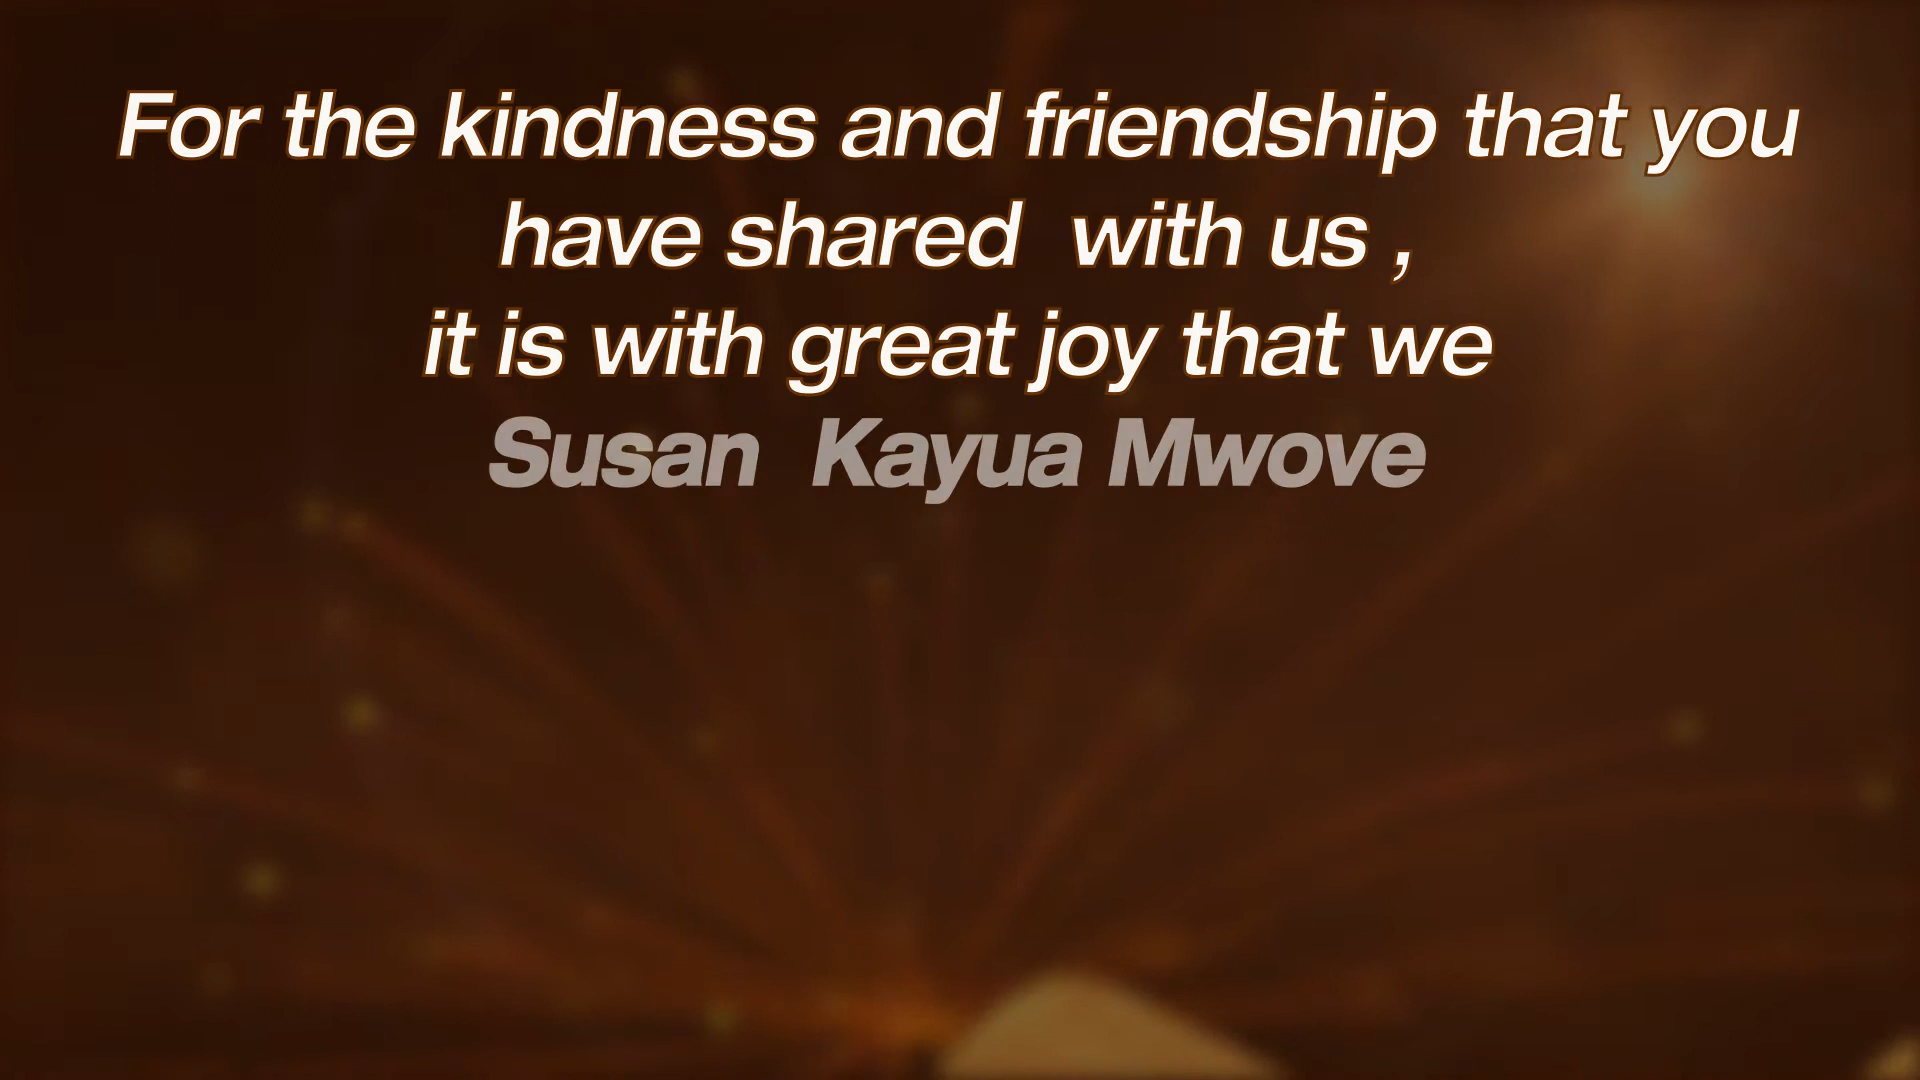 For the kindness and friendship that you
have shared  with us ,
it is with great joy that we
Susan  Kayua Mwove